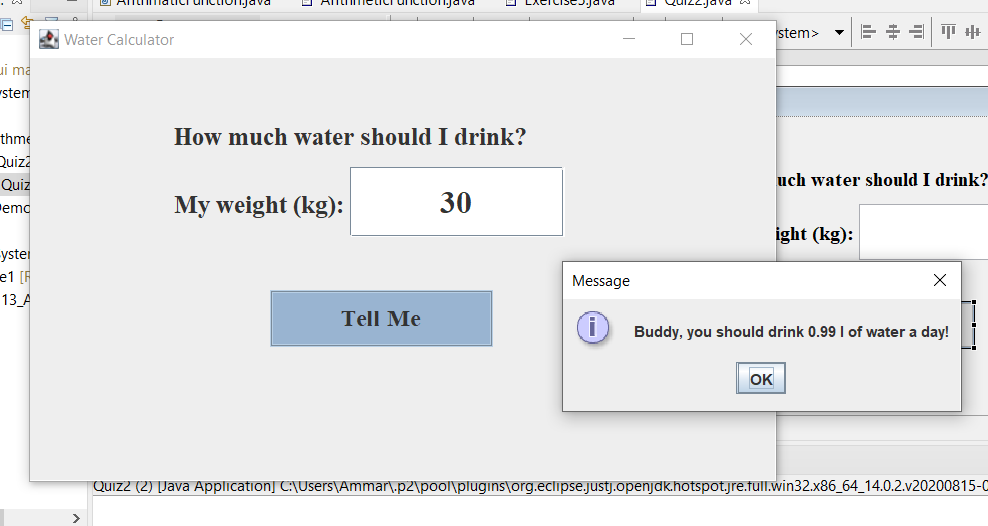 ArithmaticFunction.java
ArithmeticFunction.java
Exercise5.java
Quiz2.java
Water Calculator
ystem>
ui ma
ystem
How much water should I drink?
thme
Quiz2
uch water should I drink?
Quiz
My weight (kg):
30
Demo
ight (kg):
ystem
e1 [R
Message
13_A
Tell Me
Buddy, you should drink 0.99 l of water a day!
OK
Quiz2 (2) [Java Application] C:\Users\Ammar\.p2\pool\plugins\org.eclipse.justj.openjdk.hotspot.jre.full.win32.x86_64_14.0.2.v20200815-0